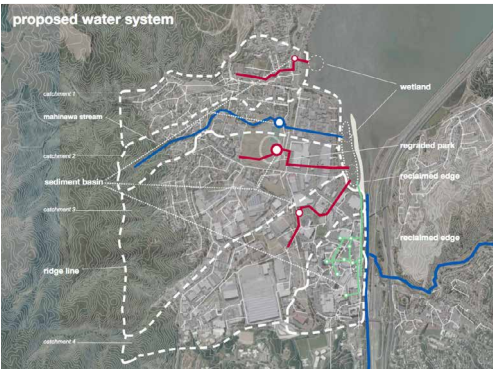 proposed water system
catchment 1
wetland
mahinawa stream
regraded park
catchment 2
reclaimed edge
sediment basin
catchment 3
reclaimed edge
ridge line
catchment 4